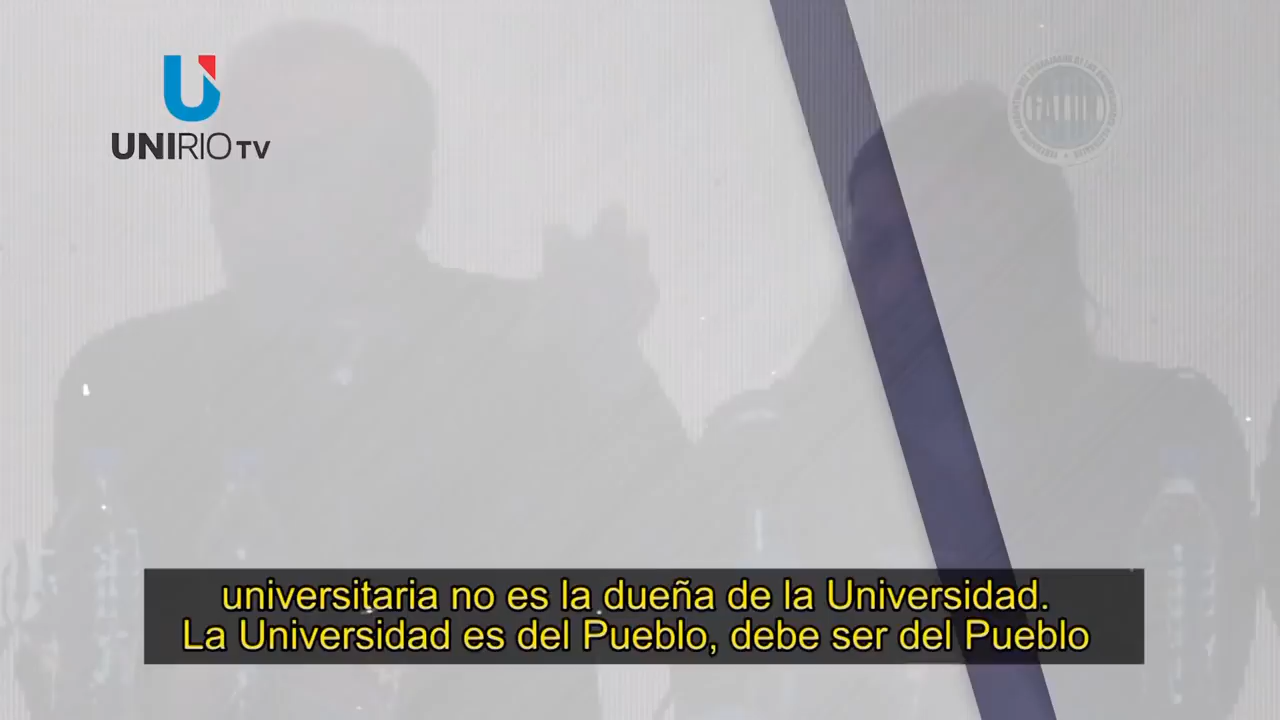 UNIRIO TV
universitaria no es la dueña de la Universidad.
La Universidad es del Pueblo, debe ser del Pueblo